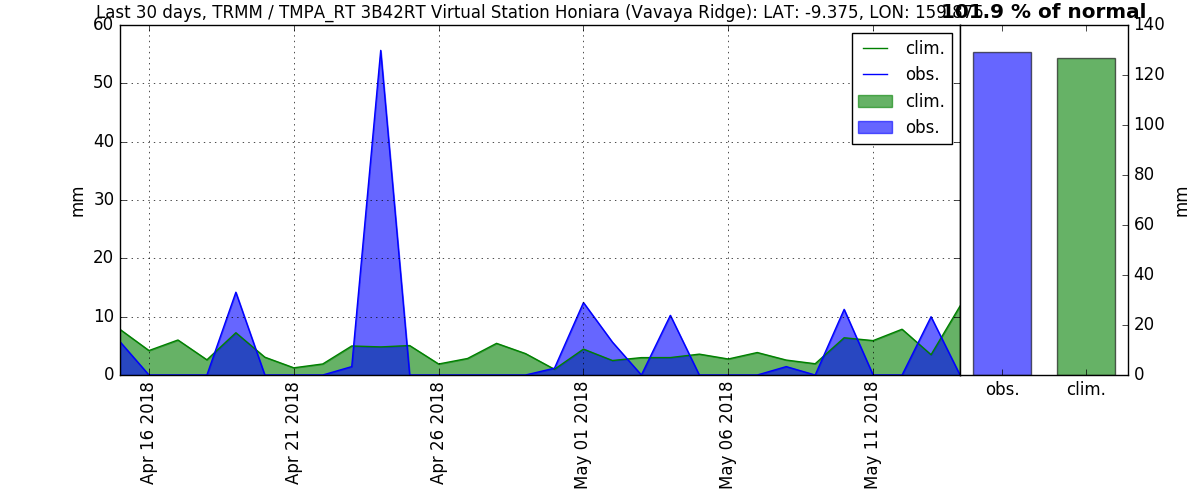 Last 30 days, TRMM / TMPA_RT 3B42RT Virtual Station Honiara (Vavaya Ridge): LAT: -9.375, LON:
101.9 % of normal
mm
60
50
40
30
20
10
0
clim.
obs.
clim.
obs.
140
120
100
80
60
40
20
0
mm
obs.
clim.
Apr 16 2018
Apr 21 2018
Apr 26 2018
May 01 2018
May 06 2018
May 11 2018